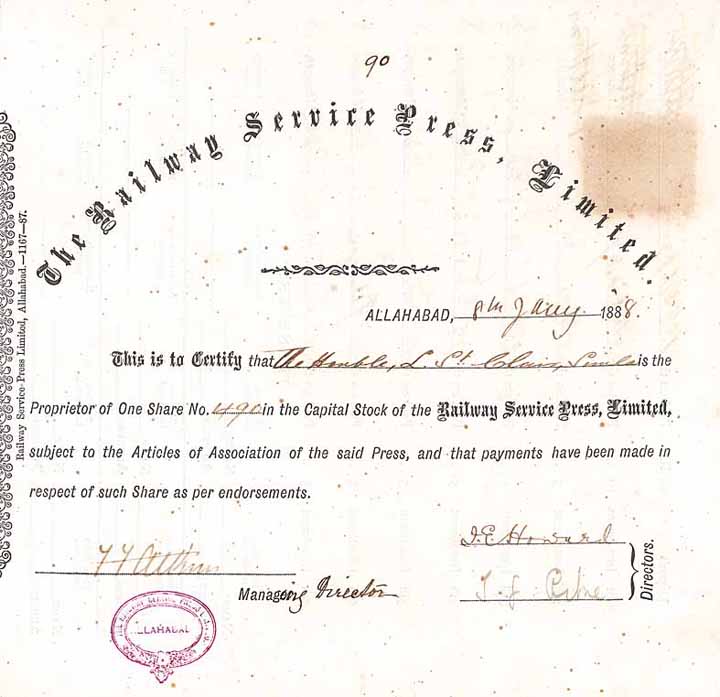 90
The Railway Service Press, Limited.
ALLAHABAD, 8th Jany. 1888.
This is to Certify that The Honble, L. St. Clair, Simla is the
Proprietor of One Share No. 490 in the Capital Stock of the Railway Service Press, Limited,
subject to the Articles of Association of the said Press, and that payments have been made in
respect of such Share as per endorsements.
J. E. Howard
Managing Director
Directors.
ALLAHABAD
Railway Service Press Limited, Allahabad.—1167—87.